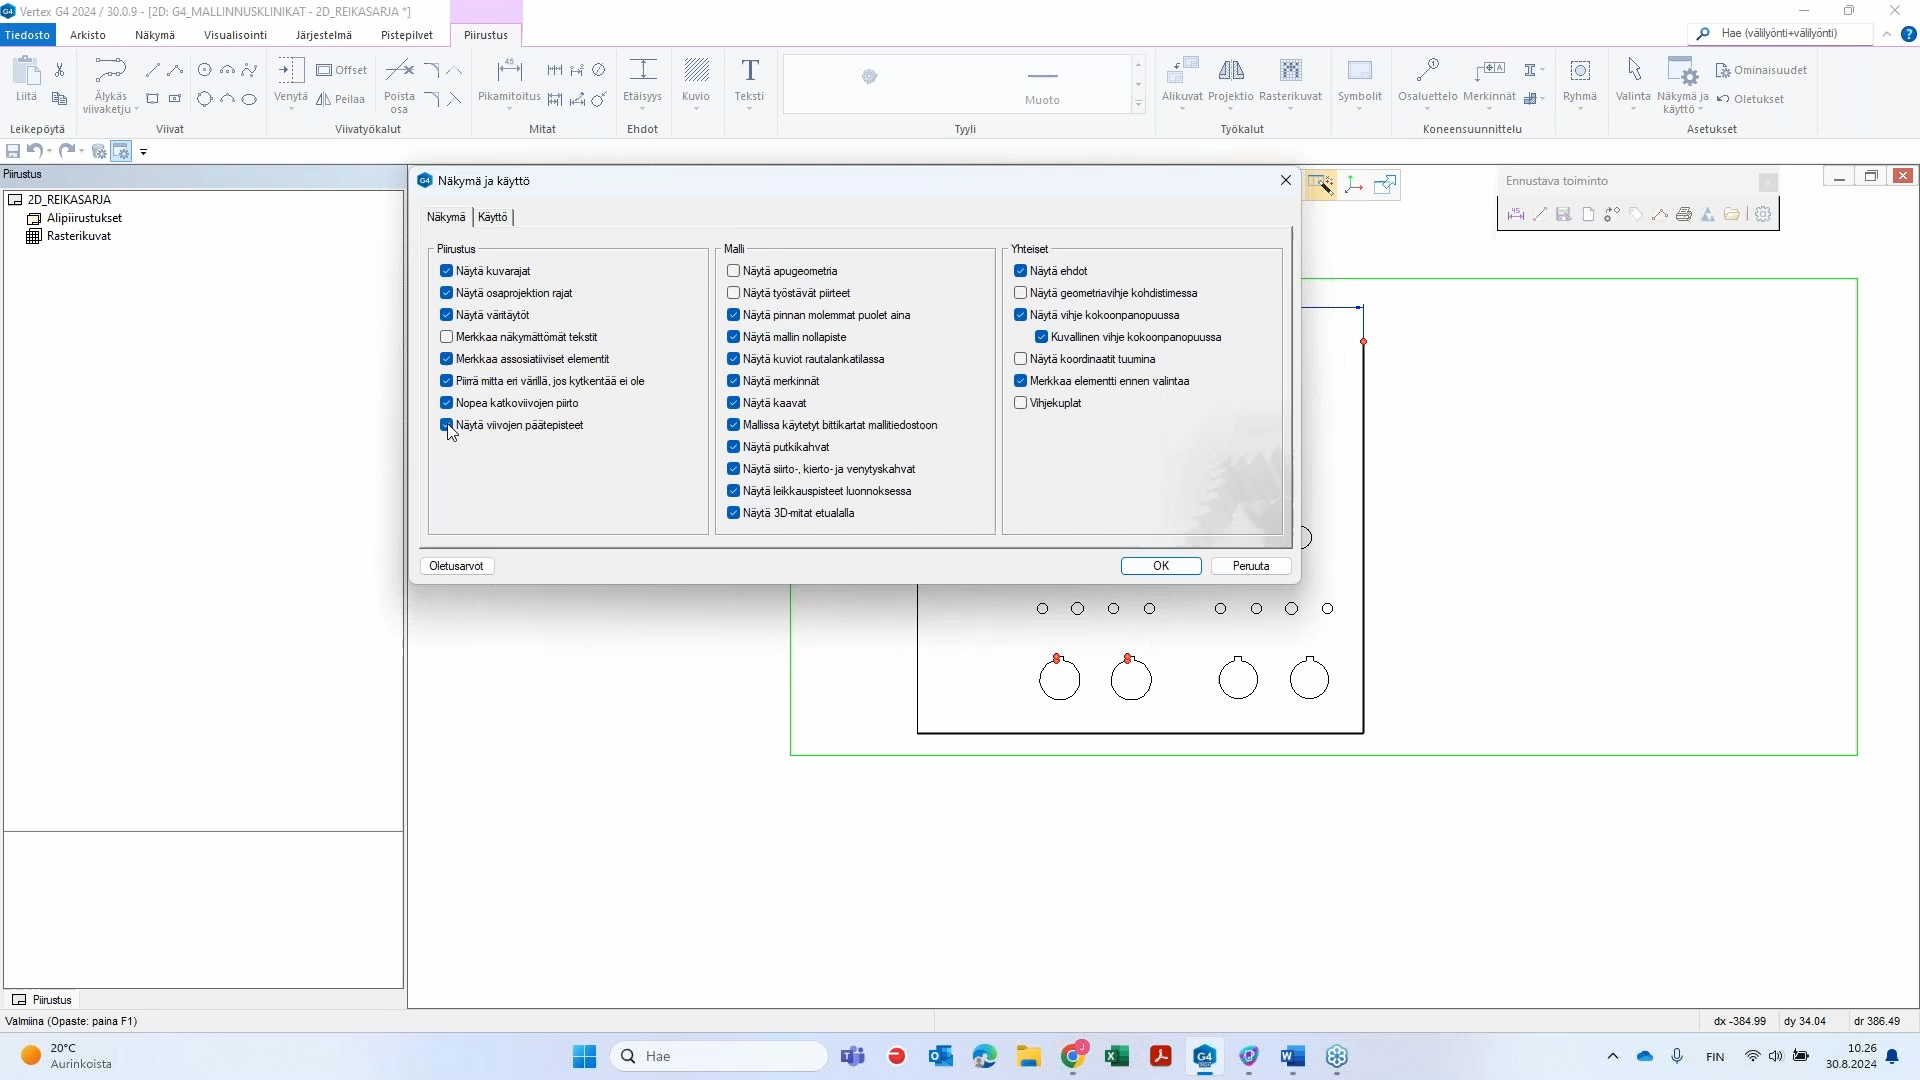 Vertex G4 2024 / 30.0.9 - [2D: G4_MALLINNUSKLINIKAT - 2D_REIKASARJA *]
Tiedosto Arkisto Näkymä Visualisointi Järjestelmä Pistepilvet Piirustus Hae (välilyönti+välilyönti)
Liitä Älykäs viivaketju Venytä Offset Peilaa Poista osa 45 Pikamitoitus Etäisyys Kuvio Teksti Muoto Alikuvat Projektio Rasterikuvat Symbolit Osaluettelo Merkinnät Ryhmä Valinta Näkymä ja käyttö Ominaisuudet Oletukset
Leikepöytä Viivat Viivatyökalut Mitat Ehdot Tyyli Työkalut Koneensuunnittelu Asetukset
Piirustus
2D_REIKASARJA
Alipiirustukset
Rasterikuvat
Näkymä ja käyttö
Ennustava toiminto
Näkymä Käyttö
Piirustus
Näytä kuvarajat
Näytä osaprojektion rajat
Näytä väritäytöt
Merkkaa näkymättömät tekstit
Merkkaa assosiatiiviset elementit
Piirrä mitta eri värillä, jos kytkentää ei ole
Nopea katkoviivojen piirto
Näytä viivojen päätepisteet
Malli
Näytä apugeometria
Näytä työstävät piirteet
Näytä pinnan molemmat puolet aina
Näytä mallin nollapiste
Näytä kuviot rautalankatilassa
Näytä merkinnät
Näytä kaavat
Mallissa käytetyt bittikartat mallitiedostoon
Näytä putkikahvat
Näytä siirto-, kierto- ja venytyskahvat
Näytä leikkauspisteet luonnoksessa
Näytä 3D-mitat etualalla
Yhteiset
Näytä ehdot
Näytä geometriavihje kohdistimessa
Näytä vihje kokoonpanopuussa
Kuvallinen vihje kokoonpanopuussa
Näytä koordinaatit tuumina
Merkkaa elementti ennen valintaa
Vihjekuplat
Oletusarvot OK Peruuta
Piirustus
Valmiina (Opaste: paina F1) dx -384.99 dy 34.04 dr 386.49
20°C
Aurinkoista
Hae
FIN
10.26
30.8.2024